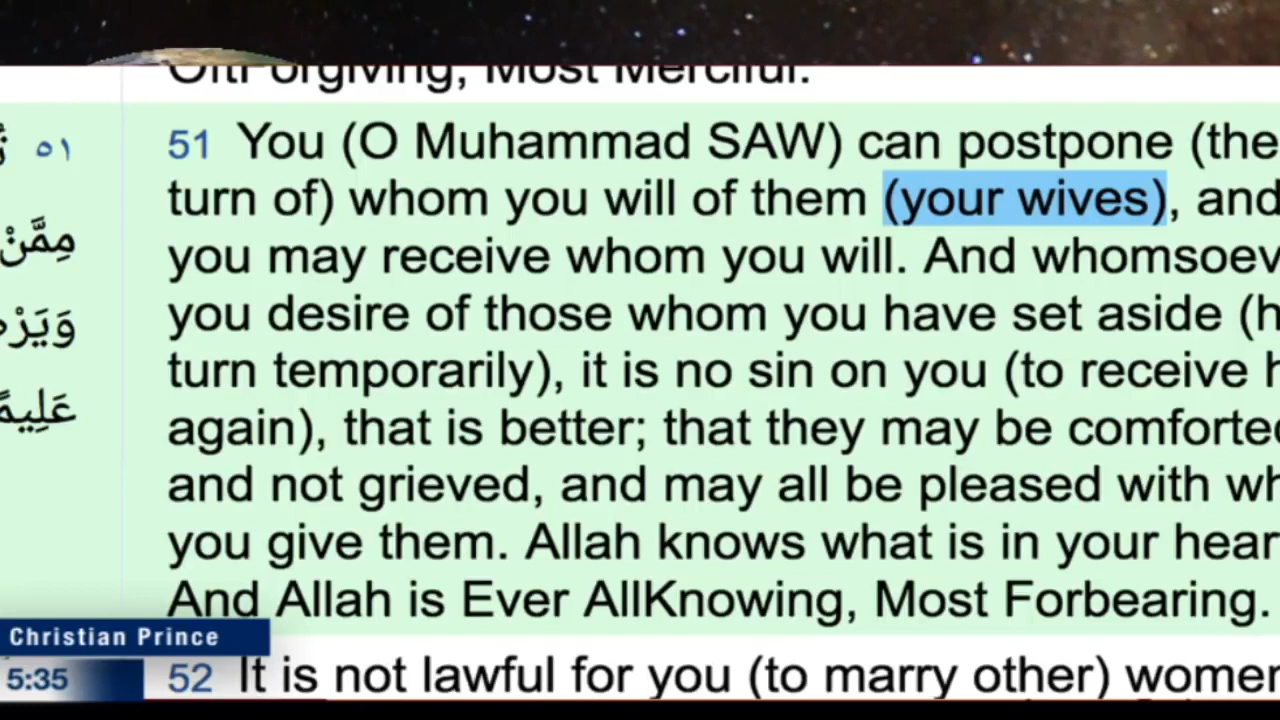 OftForgiving, Most Merciful.
51 You (O Muhammad SAW) can postpone (the
turn of) whom you will of them (your wives), and
you may receive whom you will. And whomsoev
you desire of those whom you have set aside (h
turn temporarily), it is no sin on you (to receive h
again), that is better; that they may be comforted
and not grieved, and may all be pleased with wh
you give them. Allah knows what is in your hear
And Allah is Ever AllKnowing, Most Forbearing.
52 It is not lawful for you (to marry other) women
٥١
مِمَّنْ
وَيَرْضَ
عَلِيمً
Christian Prince
5:35